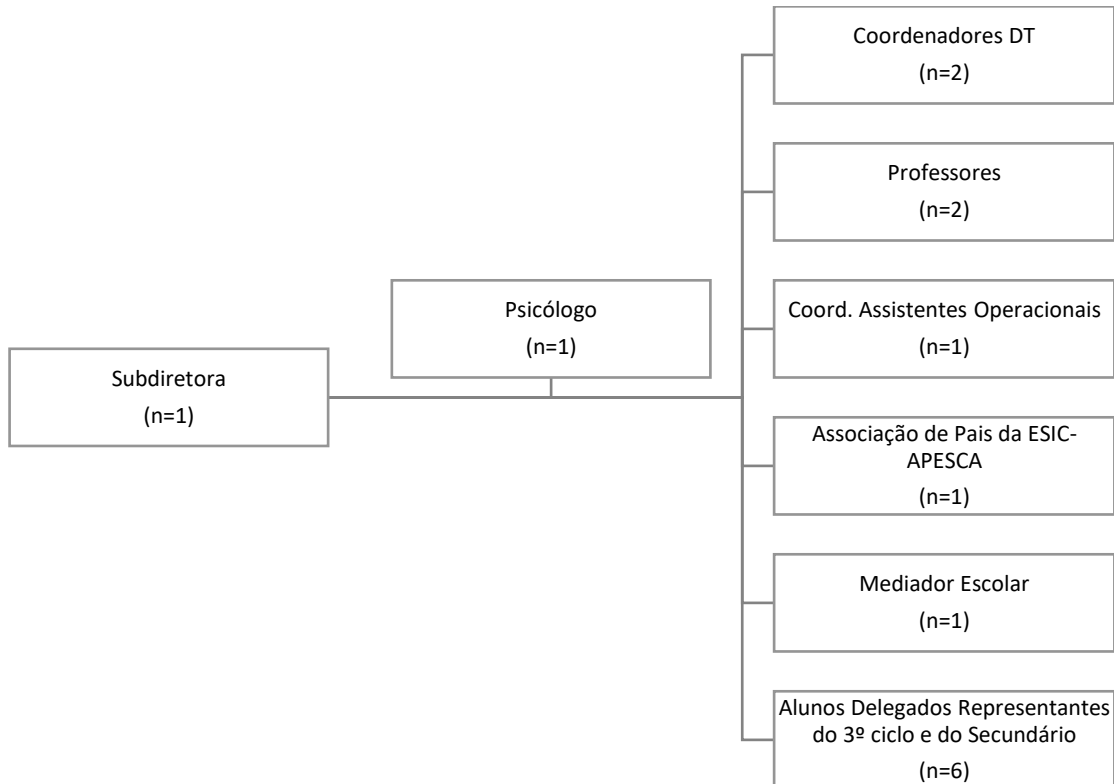 Coordenadores DT
(n=2)
Professores
(n=2)
Psicólogo
(n=1)
Coord. Assistentes Operacionais
(n=1)
Subdiretora
(n=1)
Associação de Pais da ESIC-
APESCA
(n=1)
Mediador Escolar
(n=1)
Alunos Delegados Representantes
do 3º ciclo e do Secundário
(n=6)